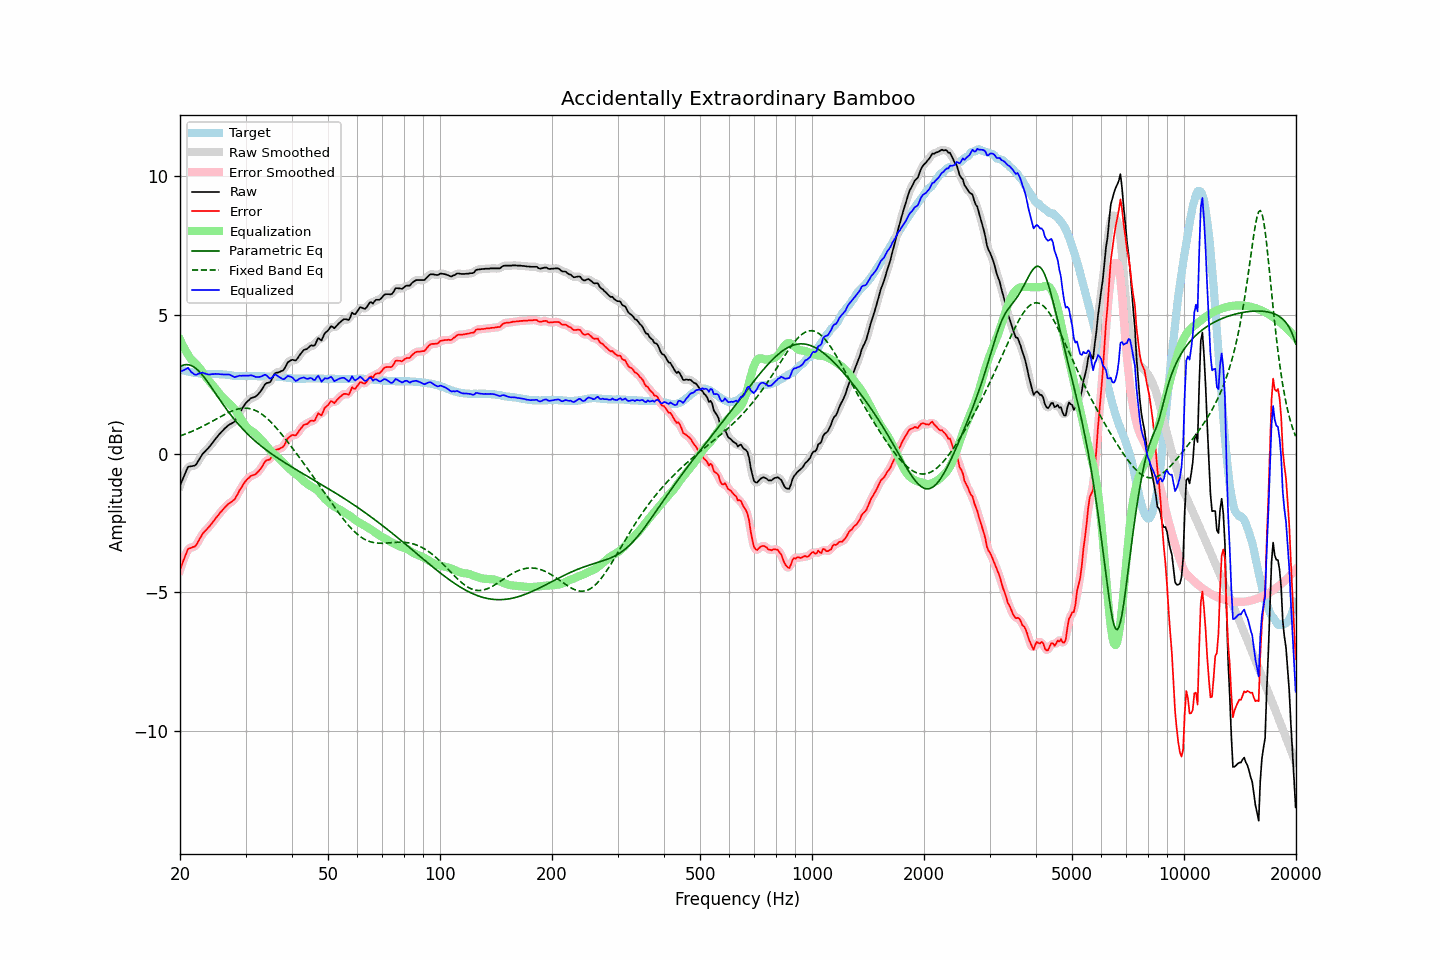 Accidentally Extraordinary Bamboo
Target
Raw Smoothed
Error Smoothed
Raw
Error
Equalization
Parametric Eq
Fixed Band Eq
Equalized
Amplitude (dBr)
10
5
0
−5
−10
20
50
100
200
500
1000
2000
5000
10000
20000
Frequency (Hz)